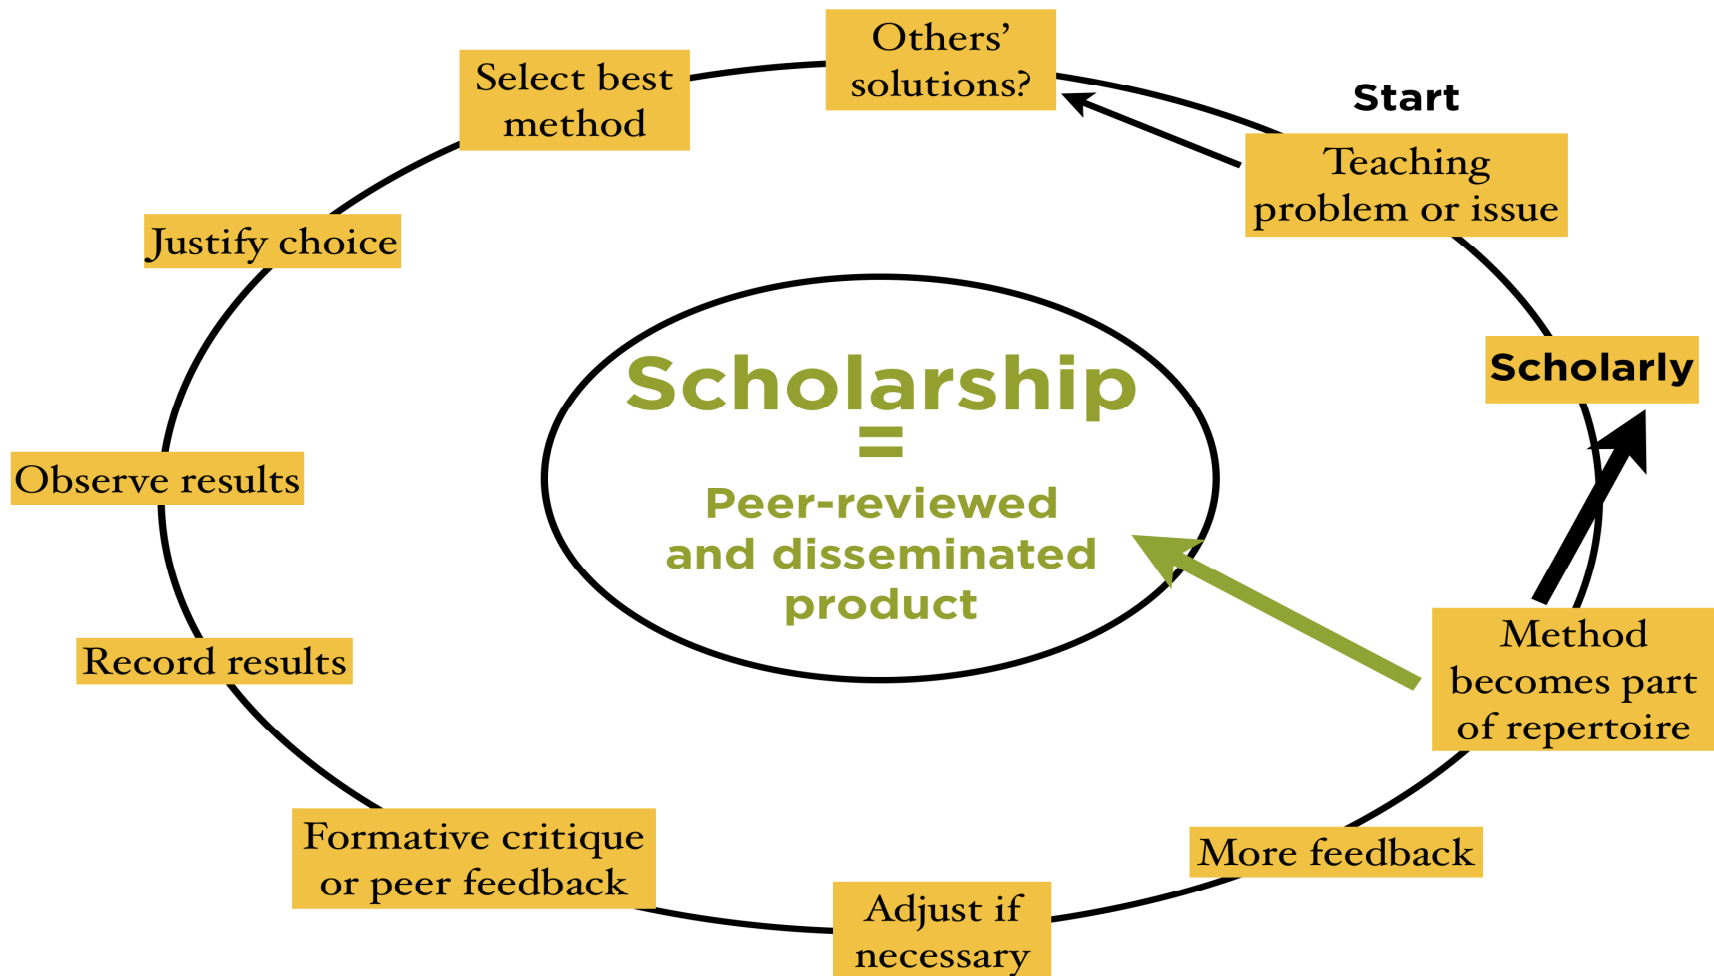 Start
Teaching
problem or issue
Others’
solutions?
Select best
method
Justify choice
Observe results
Record results
Formative critique
or peer feedback
Adjust if
necessary
More feedback
Method
becomes part
of repertoire
Scholarly
Scholarship
=
Peer-reviewed
and disseminated
product